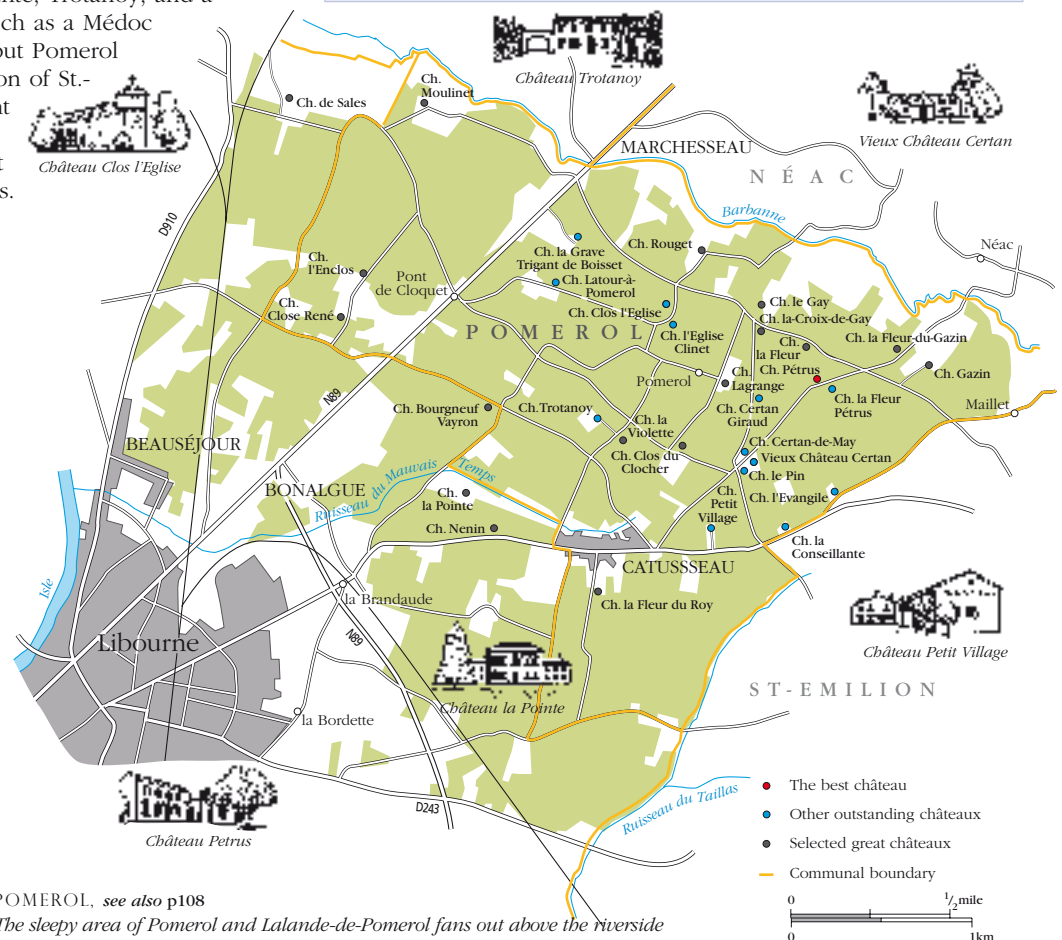 ente, Trotanoy, and a
ch as a Médoc
out Pomerol
on of St.-
nt
t
s.
Château Trotanoy
Vieux Château Certan
Château Clos l'Eglise
Ch. de Sales
Ch.
Moulinet
MARCHESSEAU
NÉAC
Barbanne
Néac
D910
Ch. Rouget
Ch. la Grave
Trigant de Boisset
Ch.
l'Enclos
Pont
de Cloquet
Ch. Latour-à-
Pomerol
Ch.
Close René
Ch. Clos l'Eglise
Ch. le Gay
Ch. la-Croix-de-Gay
POMEROL
Ch. l'Eglise
Clinet
Ch.
la Fleur
Ch. la Fleur-du-Gazin
Ch. Pétrus
Ch. Gazin
Pomerol
Ch.
Lagrange
Ch. la Fleur
Pétrus
Maillet
N89
Ch. Bourgneuf
Vayron
Ch. Trotanoy
Ch. Certan
Giraud
Ch. la
Violette
Ch. Clos du
Clocher
BEAUSÉJOUR
Ch. Certan-de-May
Vieux Château Certan
Ch. le Pin
BONALGUE
Ruisseau du Mauvais Temps
Ch.
la Pointe
Ch.
Petit
Village
Ch. l'Evangile
Ch. Nenin
Ch. la
Conseillante
CATUSSSEAU
Isle
la Brandaude
Ch. la Fleur du Roy
N89
Libourne
Château Petit Village
ST-EMILION
Château la Pointe
la Bordette
D243
Ruisseau du Taillas
Château Petrus
The best château
Other outstanding châteaux
Selected great châteaux
Communal boundary
0 1/2 mile
0 1km
POMEROL, see also p108
The sleepy area of Pomerol and Lalande-de-Pomerol fans out above the riverside